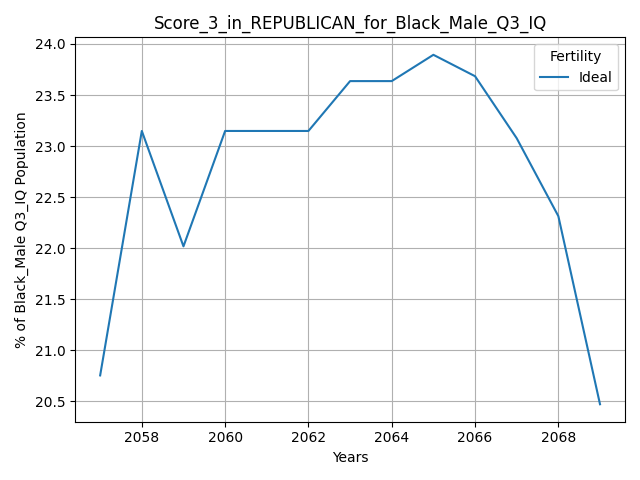 Score_3_in_REPUBLICAN_for_Black_Male_Q3_IQ
24.0
23.5
23.0
22.5
22.0
21.5
21.0
20.5
% of Black_Male Q3_IQ Population
Fertility
Ideal
2058 2060 2062 2064 2066 2068
Years